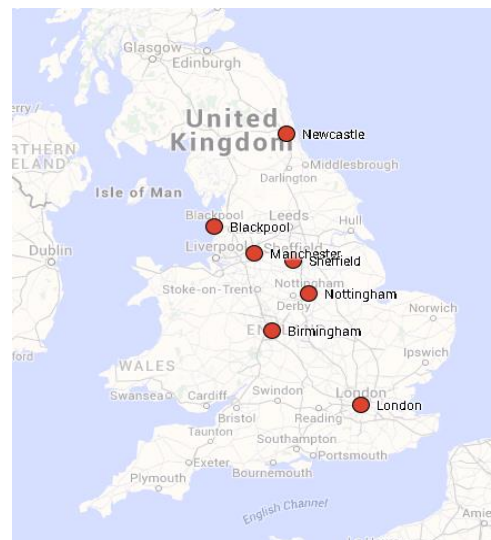 Glasgow
Edinburgh
United
Kingdom
Newcastle
Middlesbrough
Darlington
Isle of Man
Blackpool
Blackpool
Leeds
Hull
Dublin
Liverpool
Manchester
Sheffield
Sheffield
Stoke-on-Trent
Nottingham
Nottingham
Derby
Norwich
Birmingham
WALES
Ipswich
Swansea
Cardiff
Swindon
London
London
Bristol
Reading
Taunton
Southampton
Portsmouth
Exeter
Bournemouth
Plymouth
English Channel